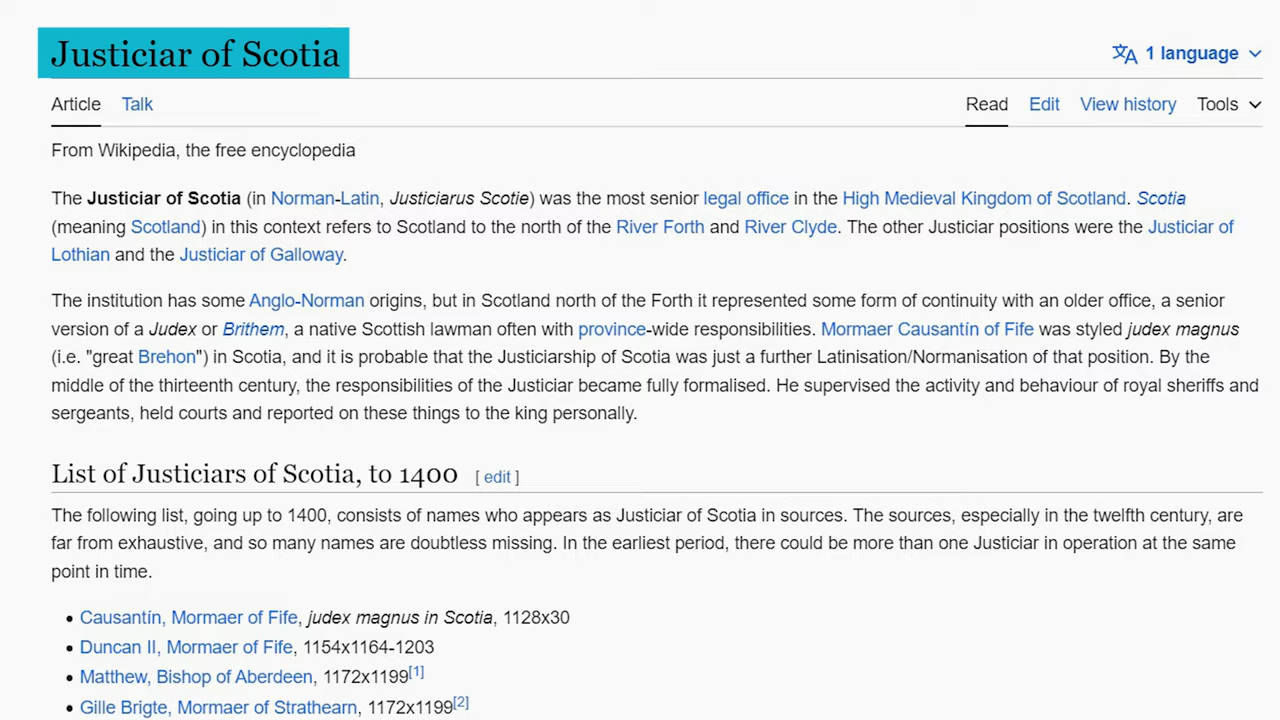 Justiciar of Scotia
1 language
Article Talk Read Edit View history Tools
From Wikipedia, the free encyclopedia
The Justiciar of Scotia (in Norman-Latin, Justiciarus Scotie) was the most senior legal office in the High Medieval Kingdom of Scotland. Scotia
(meaning Scotland) in this context refers to Scotland to the north of the River Forth and River Clyde. The other Justiciar positions were the Justiciar of
Lothian and the Justiciar of Galloway.
The institution has some Anglo-Norman origins, but in Scotland north of the Forth it represented some form of continuity with an older office, a senior
version of a Judex or Brithem, a native Scottish lawman often with province-wide responsibilities. Mormaer Causantín of Fife was styled judex magnus
(i.e. "great Brehon") in Scotia, and it is probable that the Justiciarship of Scotia was just a further Latinisation/Normanisation of that position. By the
middle of the thirteenth century, the responsibilities of the Justiciar became fully formalised. He supervised the activity and behaviour of royal sheriffs and
sergeants, held courts and reported on these things to the king personally.
List of Justiciars of Scotia, to 1400 [ edit ]
The following list, going up to 1400, consists of names who appears as Justiciar of Scotia in sources. The sources, especially in the twelfth century, are
far from exhaustive, and so many names are doubtless missing. In the earliest period, there could be more than one Justiciar in operation at the same
point in time.
• Causantín, Mormaer of Fife, judex magnus in Scotia, 1128x30
• Duncan II, Mormaer of Fife, 1154x1164-1203
• Matthew, Bishop of Aberdeen, 1172x1199[1]
• Gille Brigte, Mormaer of Strathearn, 1172x1199[2]